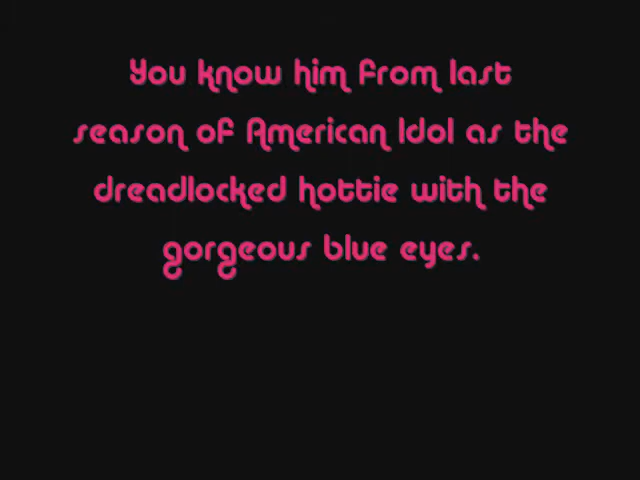 You know him from last
season of American Idol as the
dreadlocked hottie with the
gorgeous blue eyes.